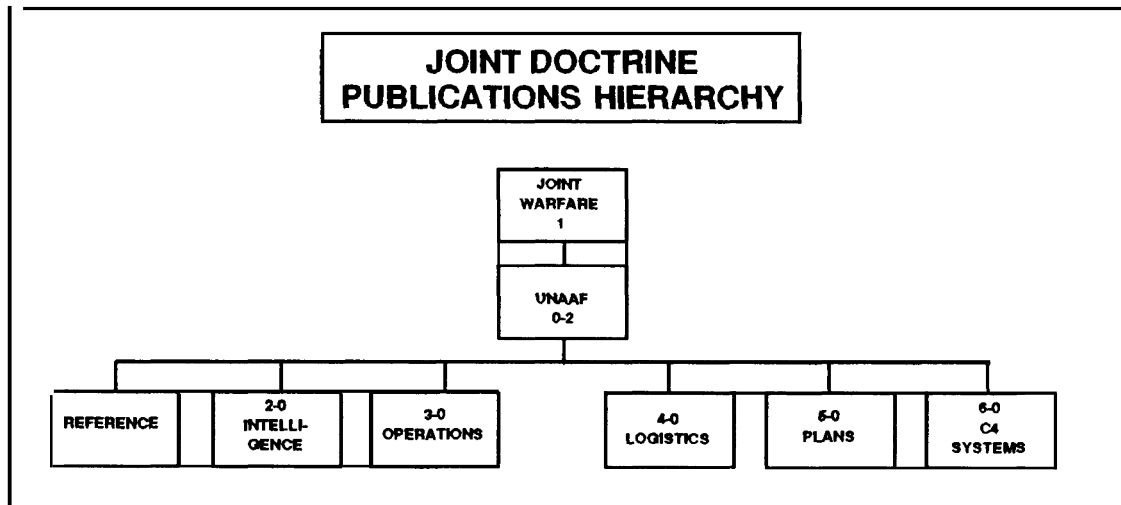 JOINT DOCTRINE
PUBLICATIONS HIERARCHY
JOINT
WARFARE
1
UNAAF
0-2
REFERENCE
2-0
INTELLI-
GENCE
3-0
OPERATIONS
4-0
LOGISTICS
5-0
PLANS
6-0
C4
SYSTEMS